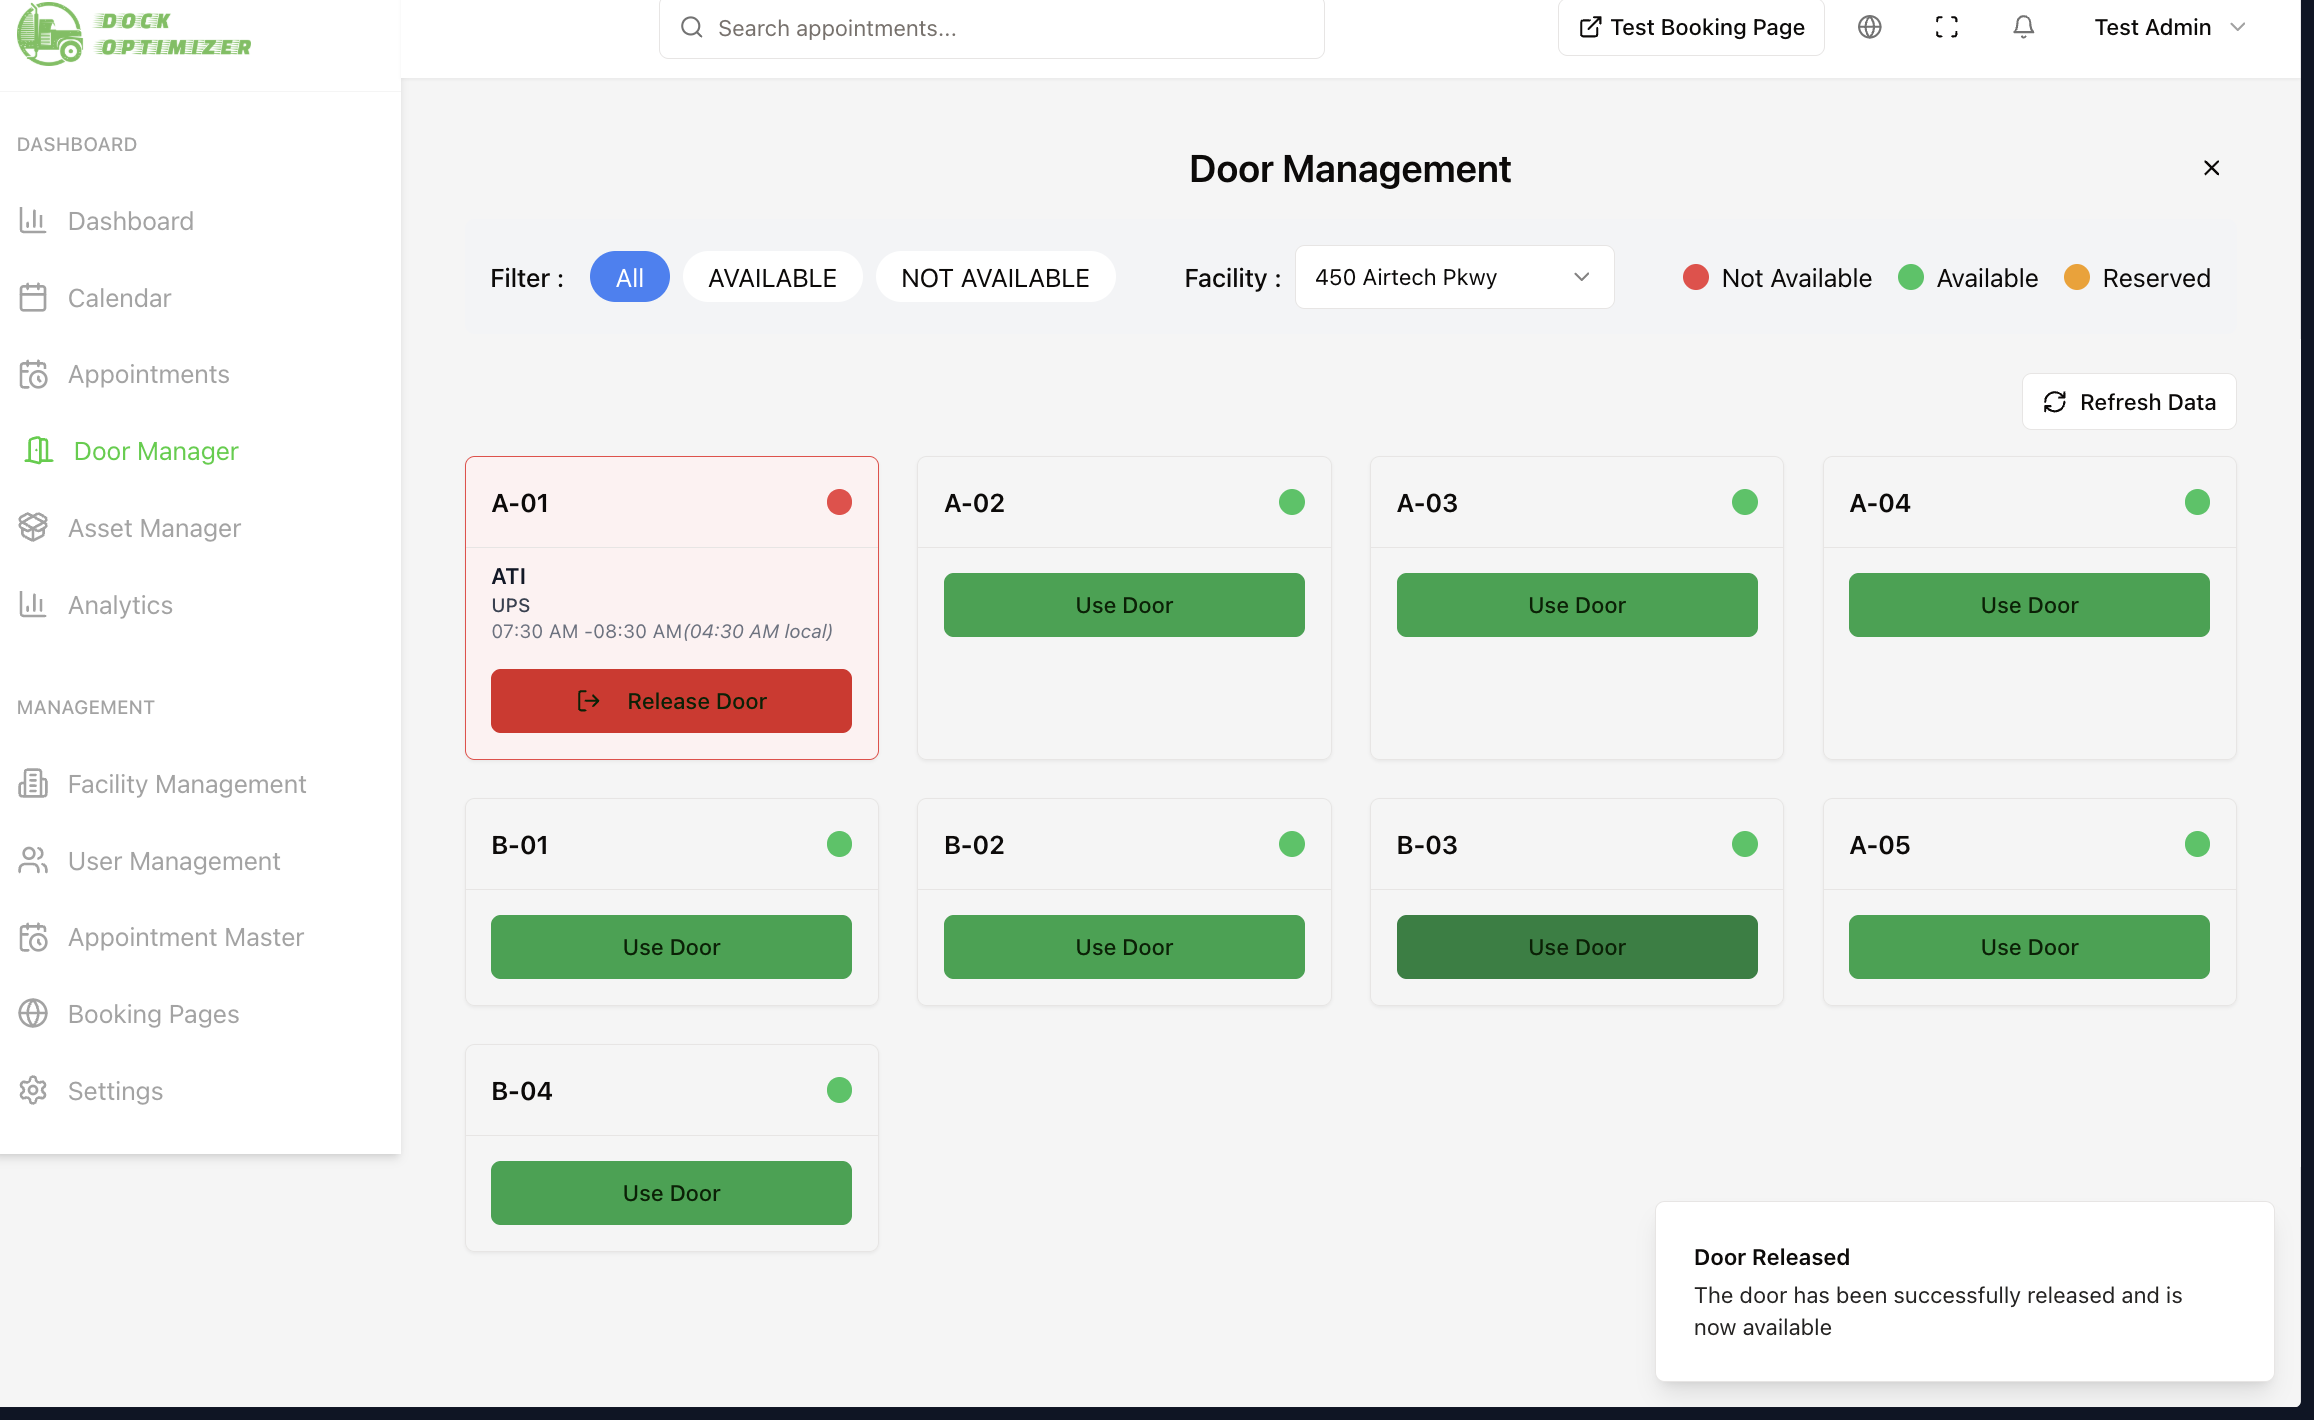 DOCK
OPTIMIZER
Search appointments...
Test Booking Page
Test Admin
DASHBOARD
Dashboard
Calendar
Appointments
Door Manager
Asset Manager
Analytics
MANAGEMENT
Facility Management
User Management
Appointment Master
Booking Pages
Settings
Door Management
Filter :
All
AVAILABLE
NOT AVAILABLE
Facility :
450 Airtech Pkwy
Not Available
Available
Reserved
Refresh Data
A-01
ATI
UPS
07:30 AM -08:30 AM(04:30 AM local)
Release Door
A-02
Use Door
A-03
Use Door
A-04
Use Door
B-01
Use Door
B-02
Use Door
B-03
Use Door
A-05
Use Door
B-04
Use Door
Door Released
The door has been successfully released and is
now available